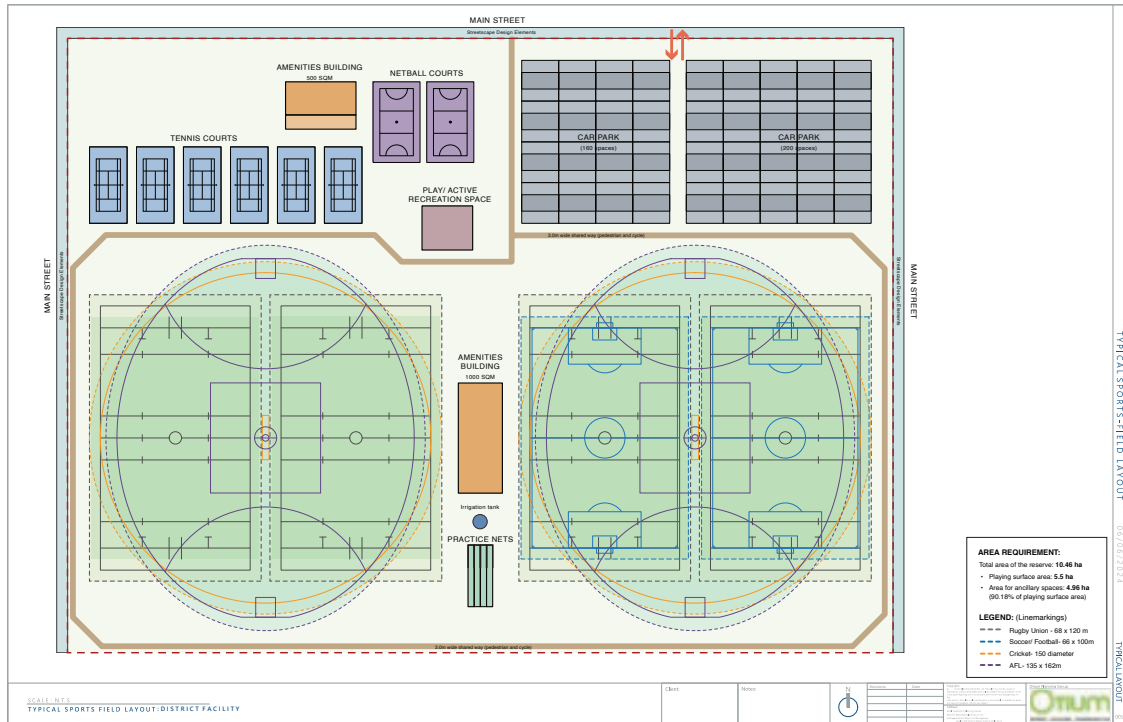 MAIN STREET
Streetscape Design Elements
AMENITIES BUILDING
500 SQM
NETBALL COURTS
TENNIS COURTS
CAR PARK
(160 spaces)
CAR PARK
(200 spaces)
PLAY/ ACTIVE
RECREATION SPACE
3.0m wide shared way (pedestrian and cycle)
MAIN STREET
Streetscape Design Elements
Streetscape Design Elements
MAIN STREET
AMENITIES
BUILDING
1000 SQM
Irrigation tank
PRACTICE NETS
3.0m wide shared way (pedestrian and cycle)
AREA REQUIREMENT:
Total area of the reserve: 10.46 ha
• Playing surface area: 5.5 ha
• Area for ancillary spaces: 4.96 ha
(90.18% of playing surface area)
LEGEND: (Linemarkings)
Rugby Union - 68 x 120 m
Soccer/ Football- 66 x 100m
Cricket- 150 diameter
AFL- 135 x 162m
TYPICAL SPORTS-FIELD LAYOUT
06/06/2024
TYPICAL LAYOUT
SCALE: N.T.S
TYPICAL SPORTS FIELD LAYOUT: DISTRICT FACILITY
Client
Notes
N
Date
Otium